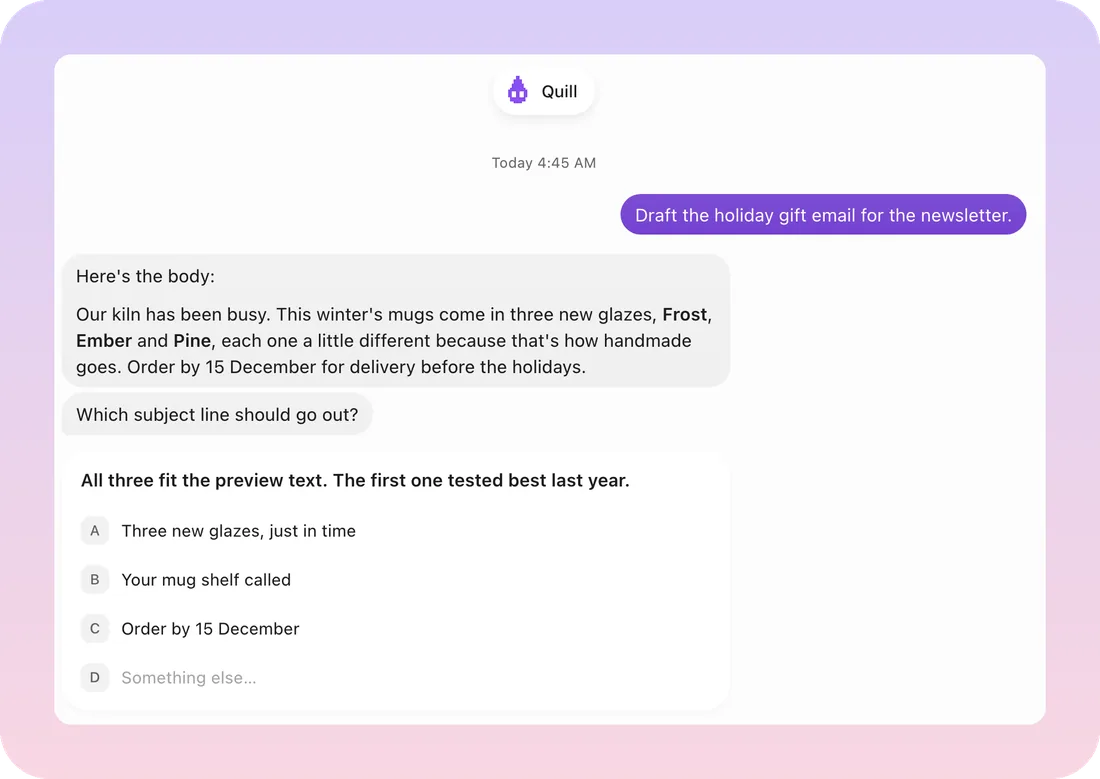 Quill
Today 4:45 AM
Draft the holiday gift email for the newsletter.
Here's the body:
Our kiln has been busy. This winter's mugs come in three new glazes, Frost,
Ember and Pine, each one a little different because that's how handmade
goes. Order by 15 December for delivery before the holidays.
Which subject line should go out?
All three fit the preview text. The first one tested best last year.
A Three new glazes, just in time
B Your mug shelf called
C Order by 15 December
D Something else...